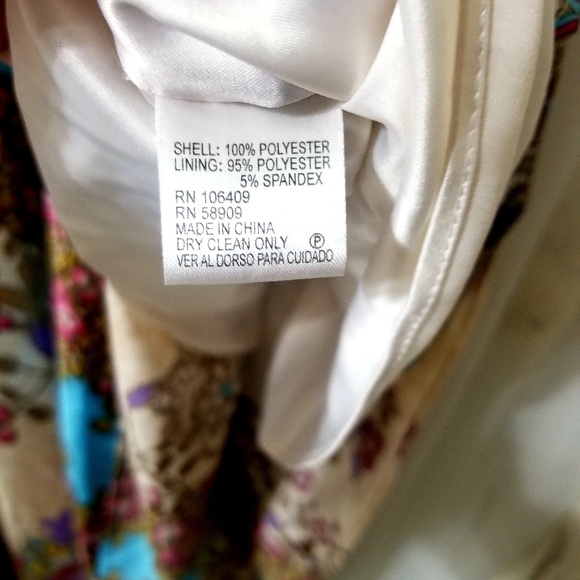 SHELL: 100% POLYESTER
LINING: 95% POLYESTER
5% SPANDEX
RN 106409
RN 58909
MADE IN CHINA
DRY CLEAN ONLY Ⓟ
VER AL DORSO PARA CUIDADO